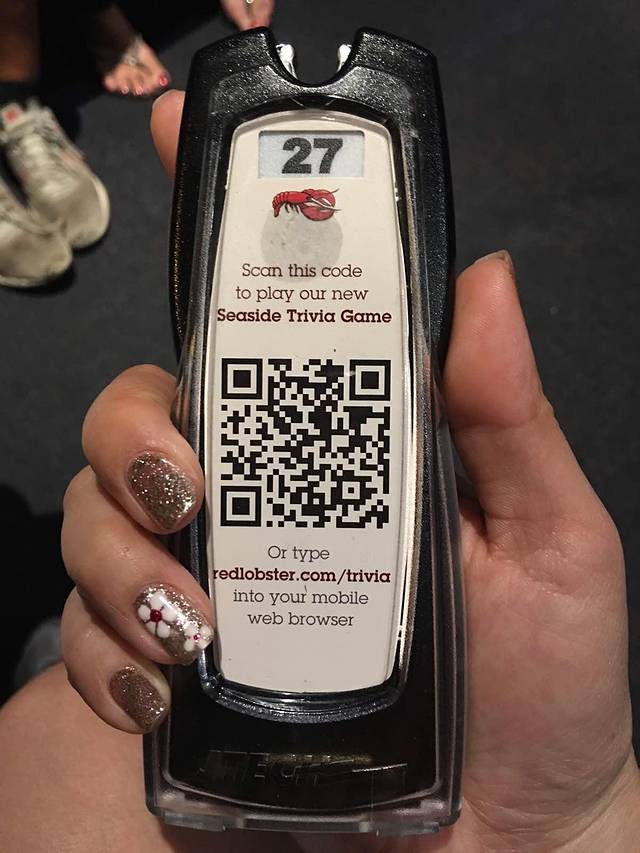 27
Scan this code
to play our new
Seaside Trivia Game
Or type
redlobster.com/trivia
into your mobile
web browser